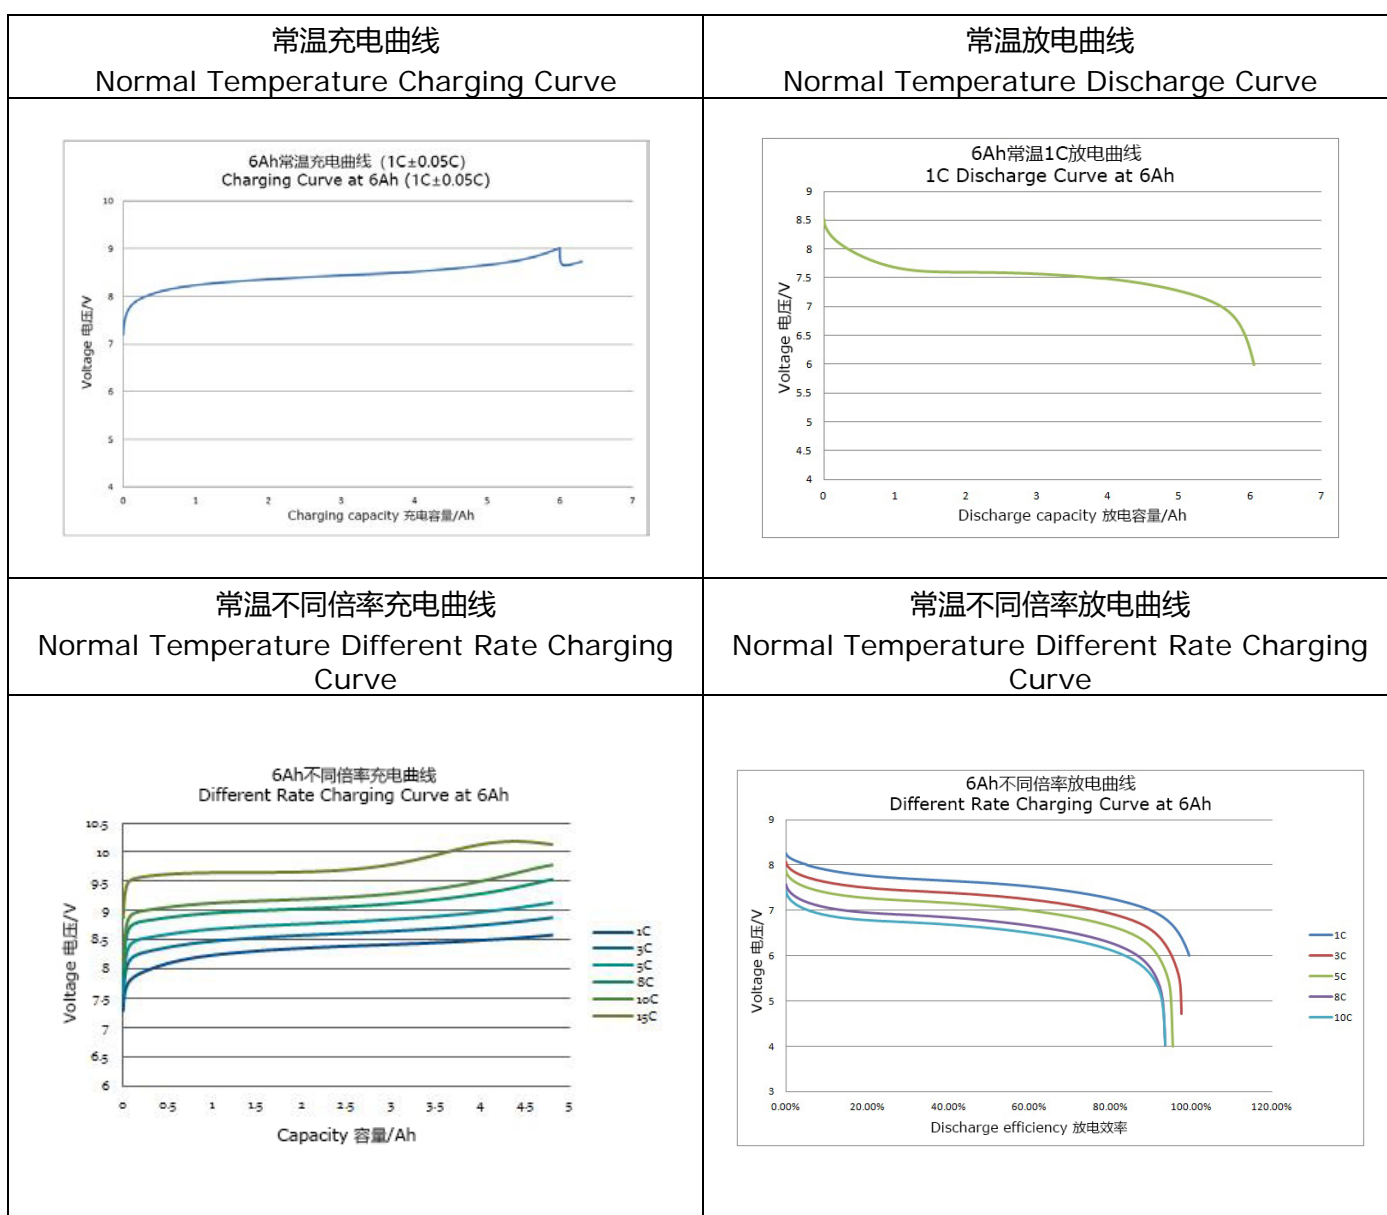 常温充电曲线
Normal Temperature Charging Curve
常温放电曲线
Normal Temperature Discharge Curve
6Ah常温充电曲线 (1C±0.05C)
Charging Curve at 6Ah (1C±0.05C)
10
9
8
7
6
5
4
Voltage 电压/V
0 1 2 3 4 5 6 7
Charging capacity 充电容量/Ah
6Ah常温1C放电曲线
1C Discharge Curve at 6Ah
9
8.5
8
7.5
7
6.5
6
5.5
5
4.5
4
Voltage 电压/V
0 1 2 3 4 5 6 7
Discharge capacity 放电容量/Ah
常温不同倍率充电曲线
Normal Temperature Different Rate Charging
Curve
常温不同倍率放电曲线
Normal Temperature Different Rate Charging
Curve
6Ah不同倍率充电曲线
Different Rate Charging Curve at 6Ah
10.5
10
9.5
9
8.5
8
7.5
7
6.5
6
Voltage 电压/V
0 0.5 1 1.5 2 2.5 3 3.5 4 4.5 5
Capacity 容量/Ah
1C
3C
5C
8C
10C
15C
6Ah不同倍率放电曲线
Different Rate Charging Curve at 6Ah
9
8
7
6
5
4
3
Voltage 电压/V
0.00% 20.00% 40.00% 60.00% 80.00% 100.00% 120.00%
Discharge efficiency 放电效率
1C
3C
5C
8C
10C